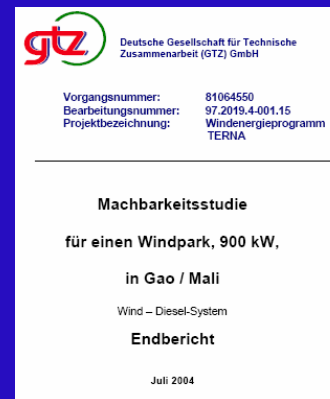 gtz
Deutsche Gesellschaft für Technische
Zusammenarbeit (GTZ) GmbH
Vorgangsnummer: 81064550
Bearbeitungsnummer: 97.2019.4-001.15
Projektbezeichnung: Windenergieprogramm
TERNA
Machbarkeitsstudie
für einen Windpark, 900 kW,
in Gao / Mali
Wind – Diesel-System
Endbericht
Juli 2004